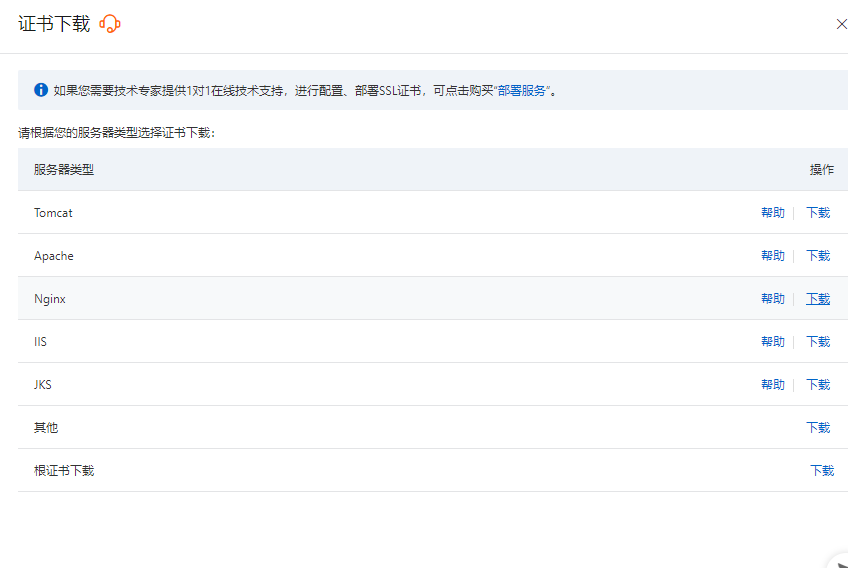 证书下载
如果您需要技术专家提供1对1在线技术支持，进行配置、部署SSL证书，可点击购买“部署服务”。
请根据您的服务器类型选择证书下载：
服务器类型 操作
Tomcat 帮助 下载
Apache 帮助 下载
Nginx 帮助 下载
IIS 帮助 下载
JKS 帮助 下载
其他 下载
根证书下载 下载